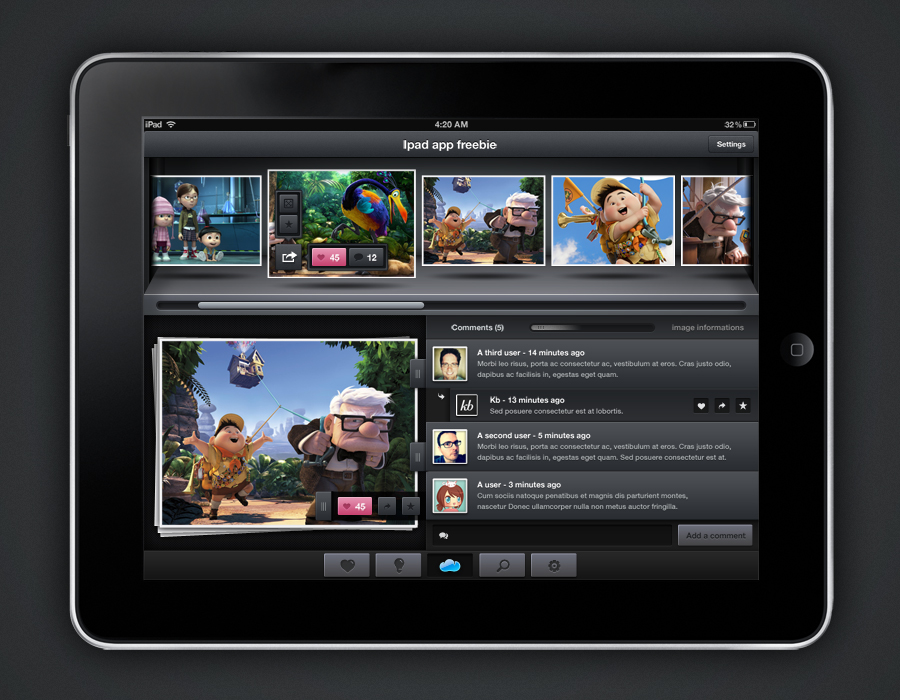 iPad 4:20 AM 32%
Ipad app freebie
Settings
45 12
Comments (5) image informations
A third user - 14 minutes ago
Morbi leo risus, porta ac consectetur ac, vestibulum at eros. Cras justo odio,
dapibus ac facilisis in, egestas eget quam.
kb
Kb - 13 minutes ago
Sed posuere consectetur est at lobortis.
A second user - 5 minutes ago
Morbi leo risus, porta ac consectetur ac, vestibulum at eros. Cras justo odio,
dapibus ac facilisis in, egestas eget quam. Sed posuere consectetur est at.
A user - 3 minutes ago
Cum sociis natoque penatibus et magnis dis parturient montes,
nascetur Donec ullamcorper nulla non metus auctor fringilla.
45
Add a comment